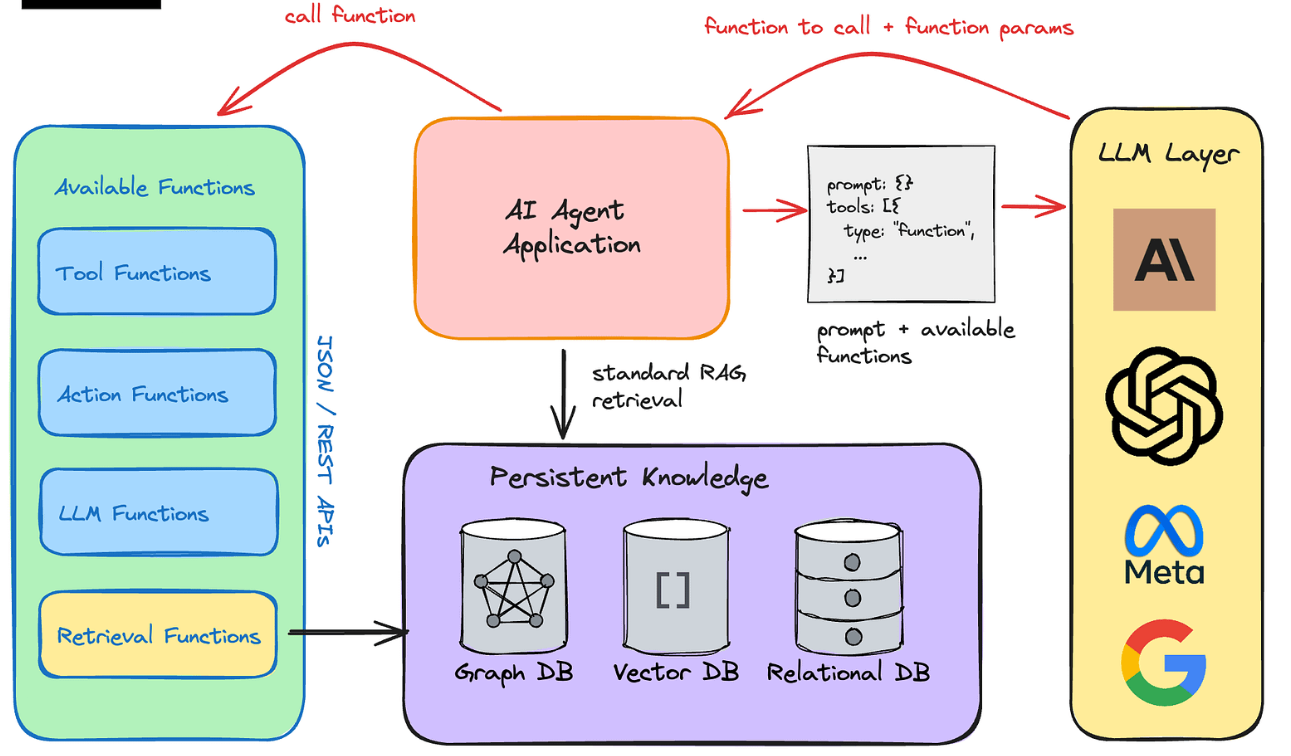 call function
function to call + function params
Available Functions
Tool Functions
Action Functions
LLM Functions
Retrieval Functions
JSON / REST APIs
AI Agent
Application
prompt: {}
tools: [{
type: "function",
...
}]
prompt + available
functions
standard RAG
retrieval
Persistent Knowledge
Graph DB
[]
Vector DB
Relational DB
LLM Layer
A\
Meta
G